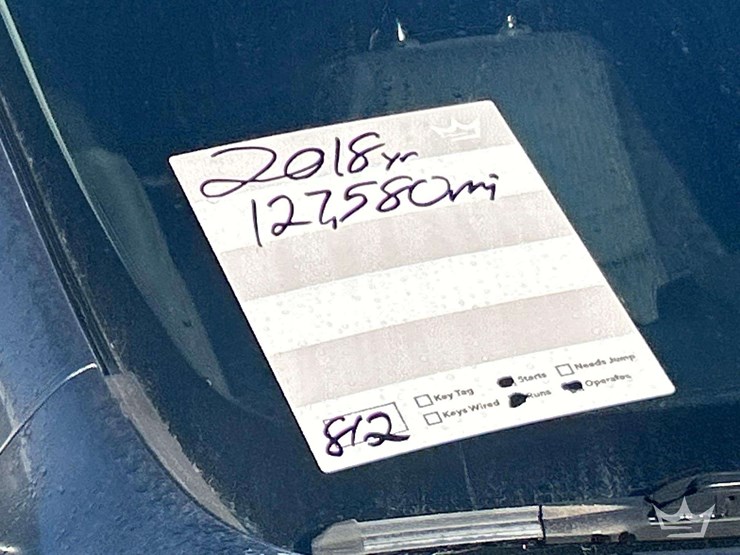 2018 yr
127,580 mi
Key Tag Starts Needs Jump
Keys Wired Runs Operates
812